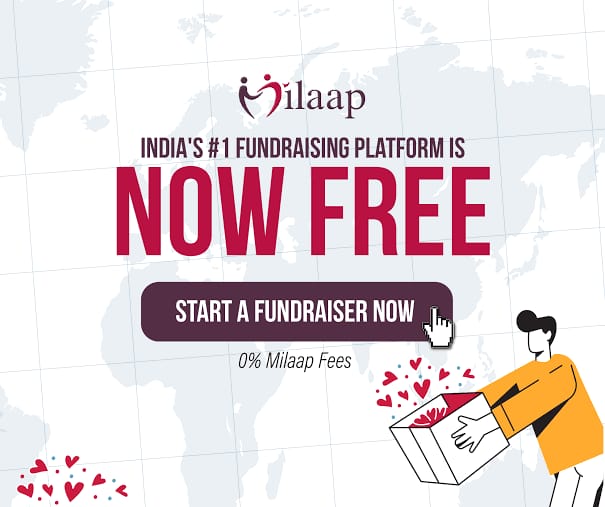 Milaap
INDIA'S #1 FUNDRAISING PLATFORM IS
NOW FREE
START A FUNDRAISER NOW
0% Milaap Fees